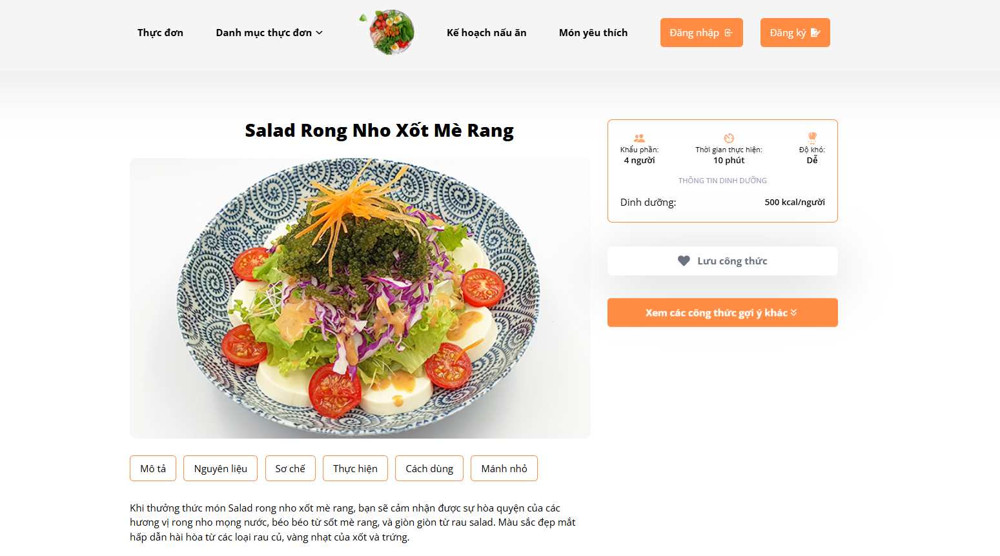 Thực đơn
Danh mục thực đơn
Kế hoạch nấu ăn
Món yêu thích
Đăng nhập
Đăng ký
Salad Rong Nho Xốt Mè Rang
Khẩu phần:
4 người
Thời gian thực hiện:
10 phút
Độ khó:
Dễ
THÔNG TIN DINH DƯỠNG
Dinh dưỡng:
500 kcal/người
Lưu công thức
Xem các công thức gợi ý khác
Mô tả
Nguyên liệu
Sơ chế
Thực hiện
Cách dùng
Mánh nhỏ
Khi thưởng thức món Salad rong nho xốt mè rang, bạn sẽ cảm nhận được sự hòa quyện của các
hương vị rong nho mọng nước, béo béo từ sốt mè rang, và giòn giòn từ rau salad. Màu sắc đẹp mắt
hấp dẫn hài hòa từ các loại rau củ, vàng nhạt của xốt và trứng.